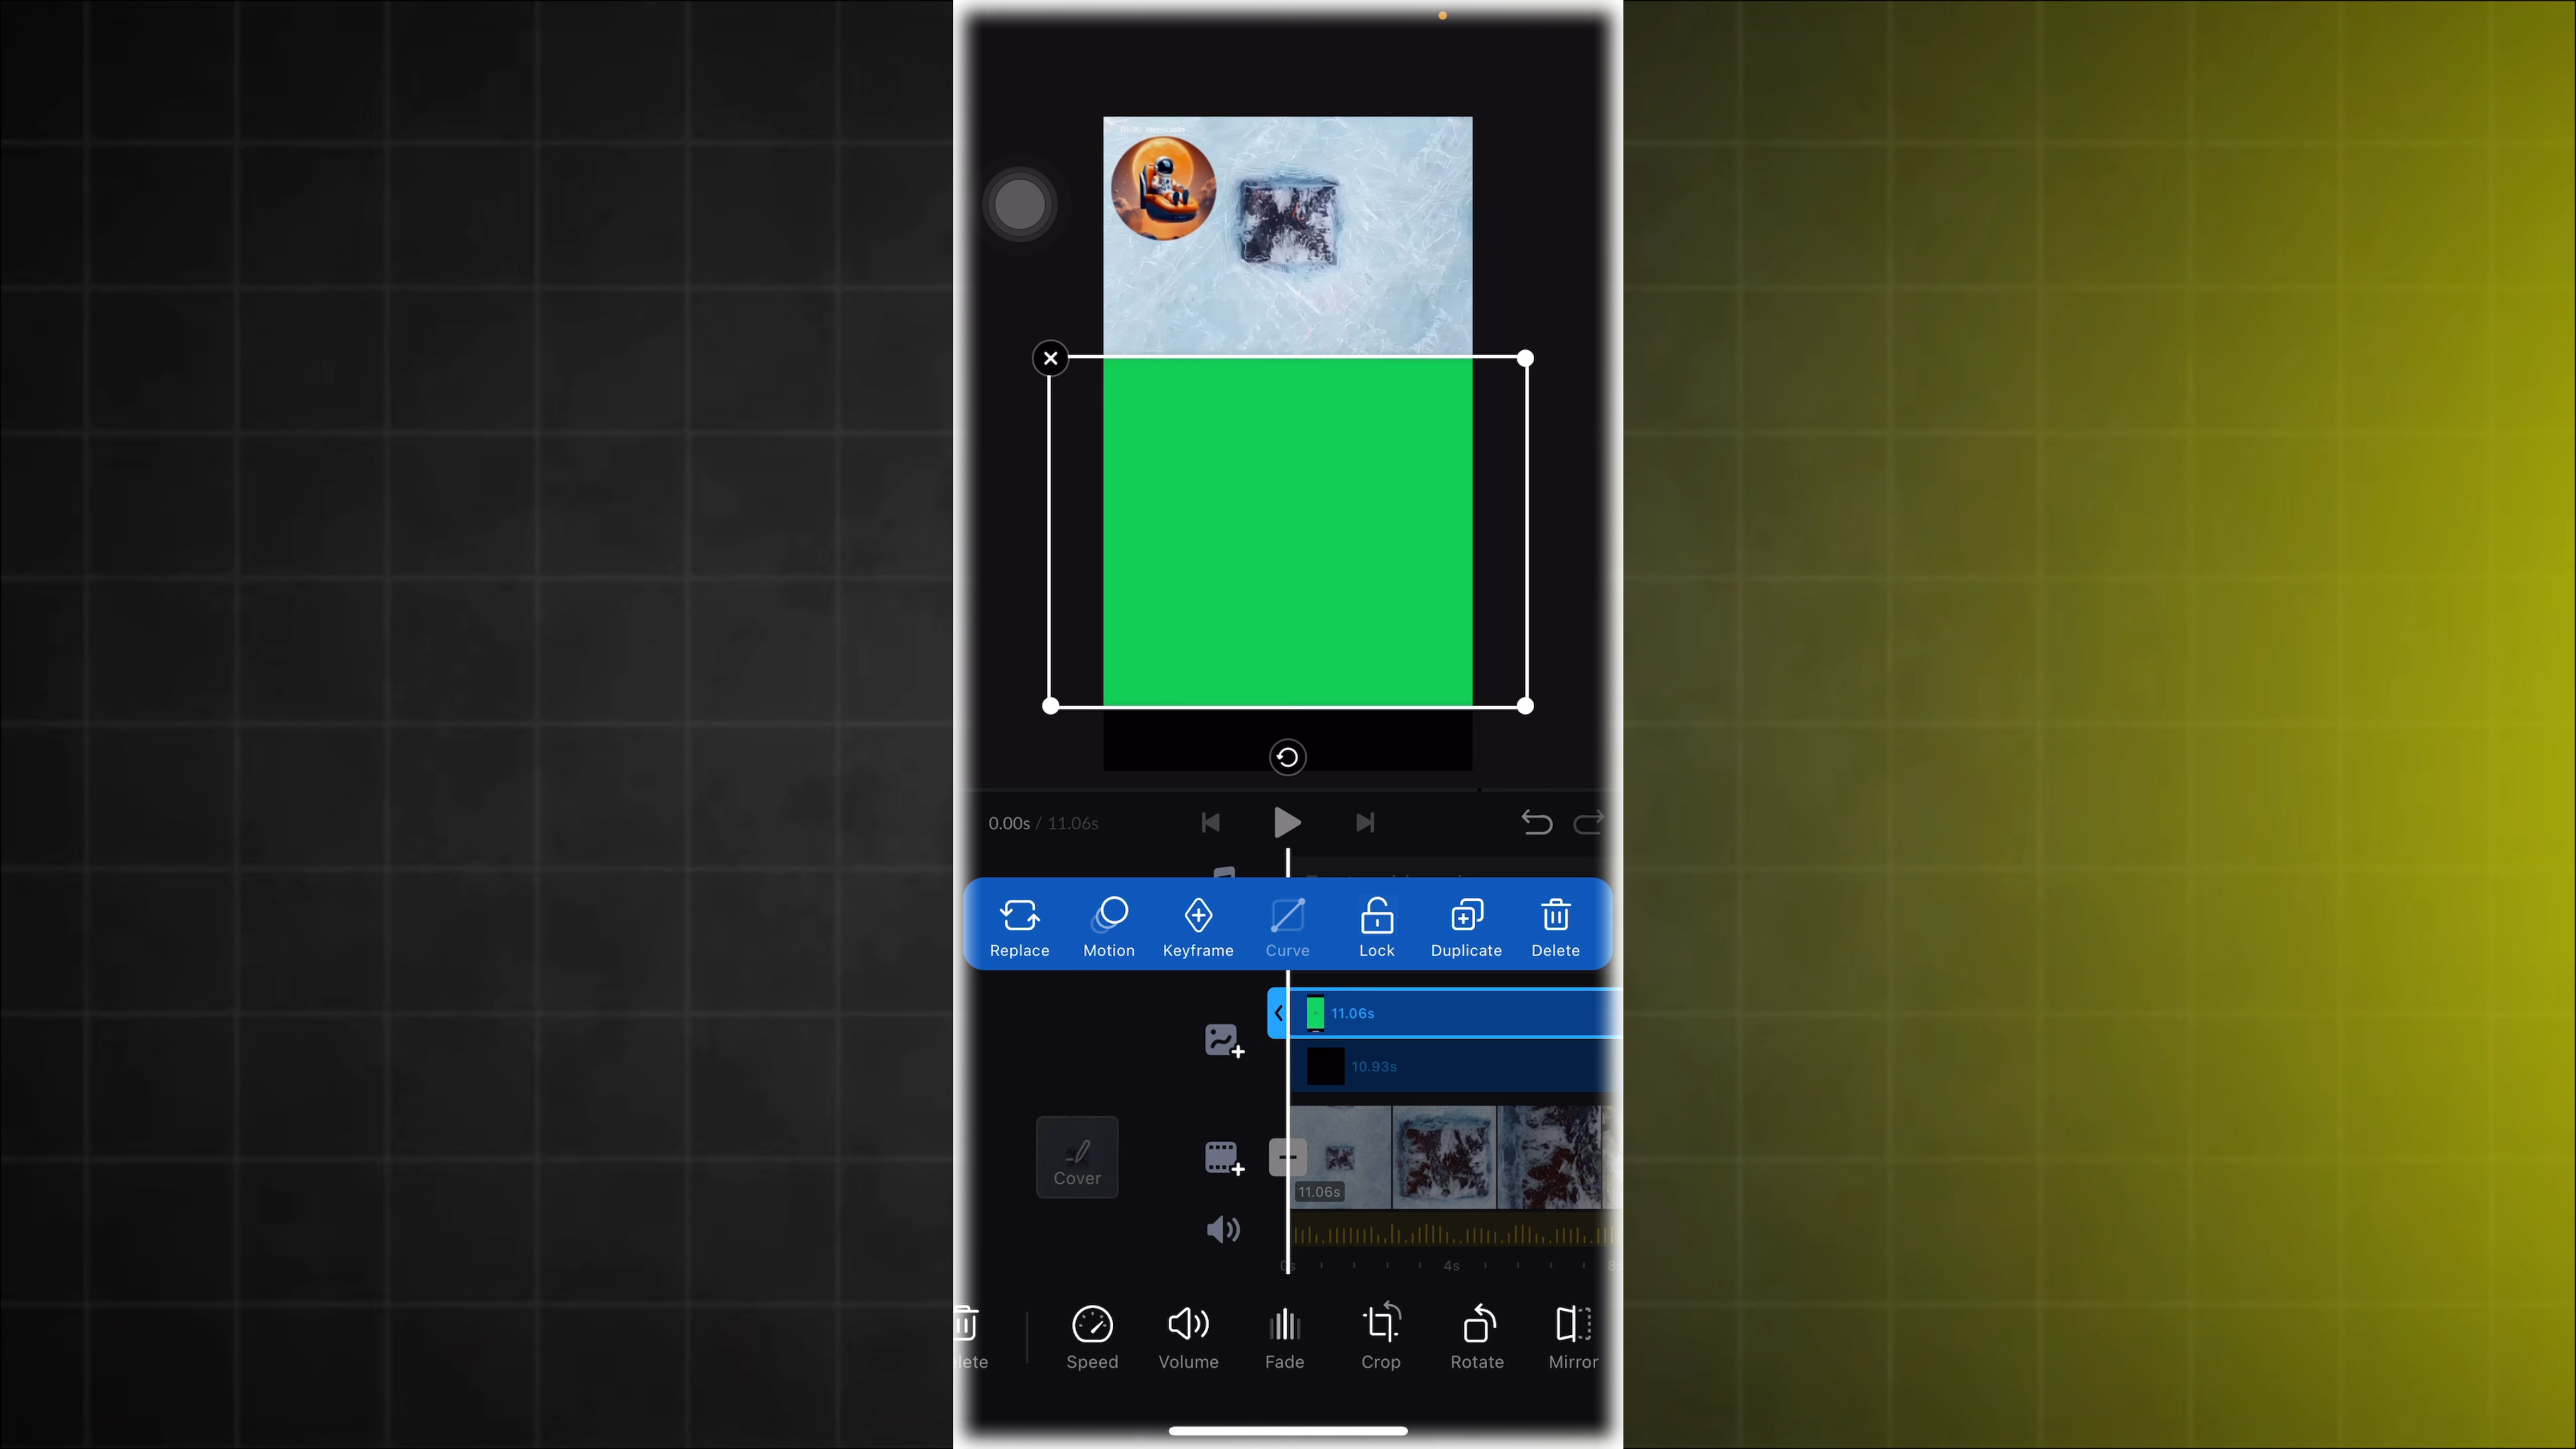 0.00s / 11.06s
Replace
Motion
Keyframe
Curve
Lock
Duplicate
Delete
11.06s
10.93s
Cover
11.06s
4s
Speed
Volume
Fade
Crop
Rotate
Mirror